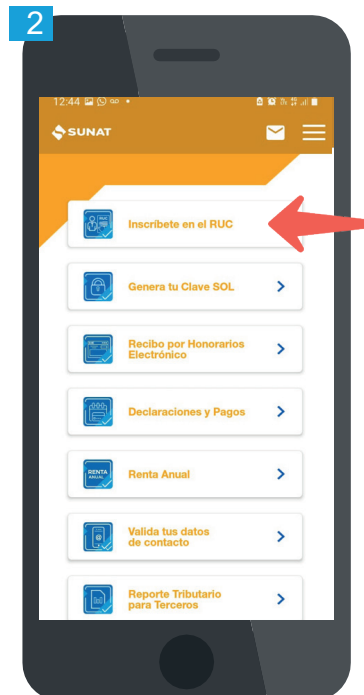 2
12:44
SUNAT
Inscríbete en el RUC
Genera tu Clave SOL
Recibo por Honorarios
Electrónico
Declaraciones y Pagos
RENTA
ANUAL
Renta Anual
Valida tus datos
de contacto
Reporte Tributario
para Terceros